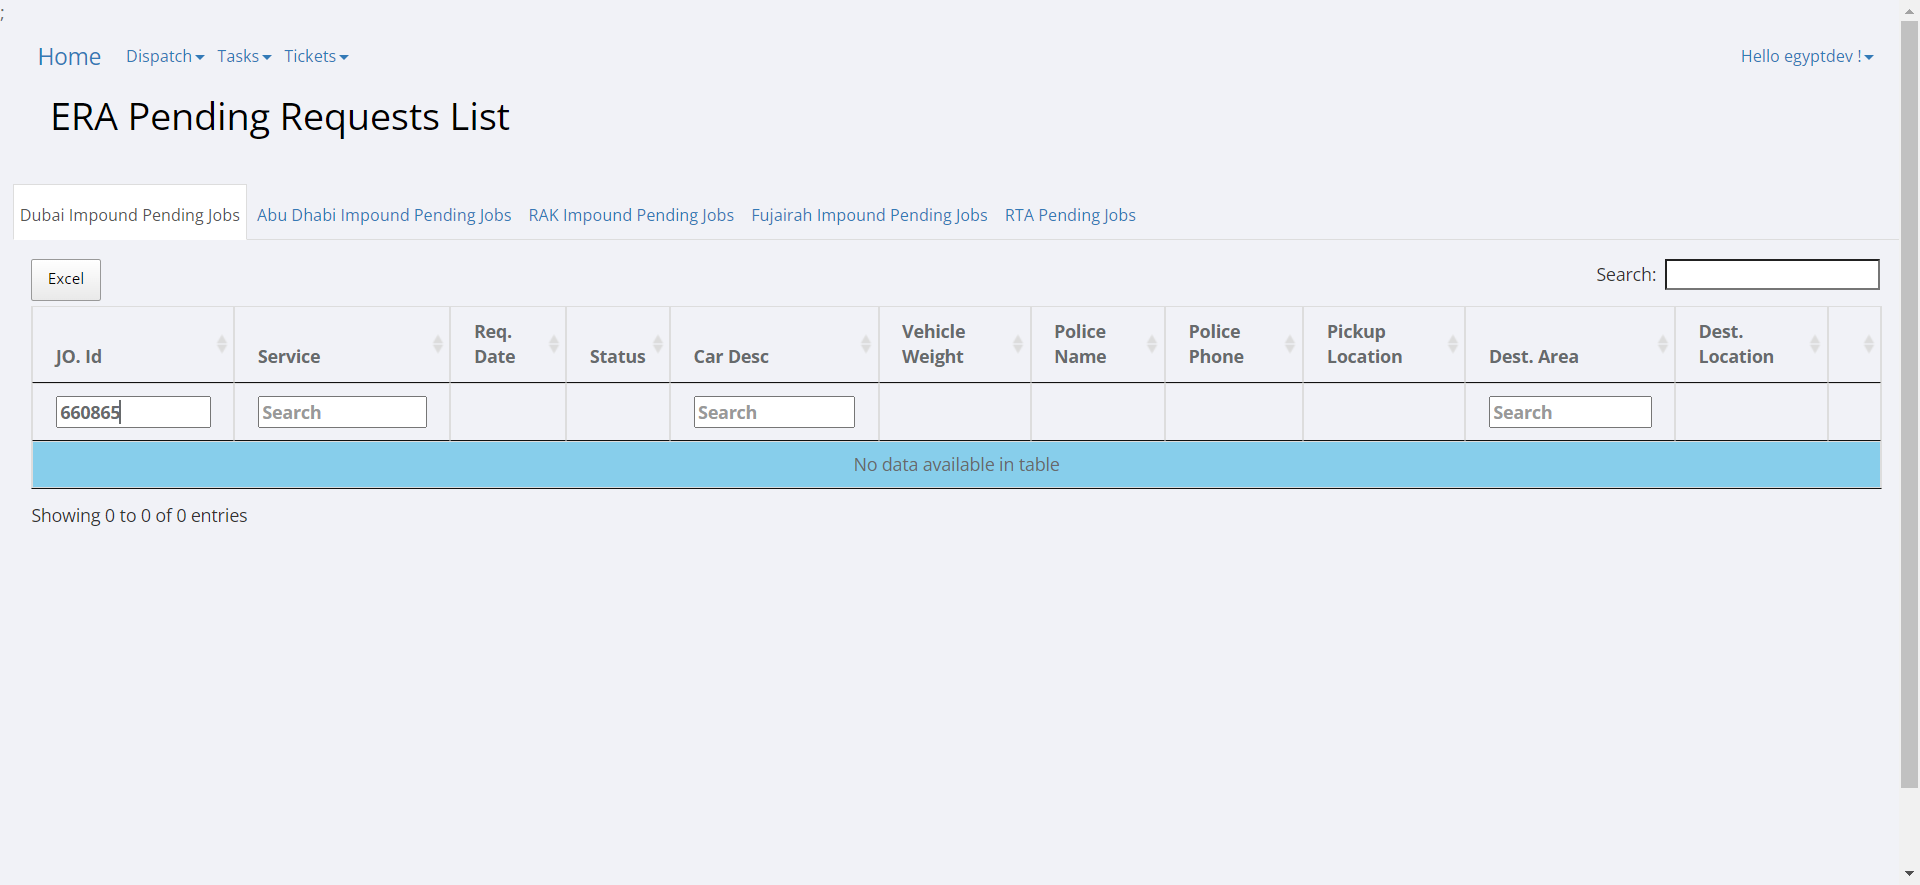 ;
Home Dispatch Tasks Tickets Hello egyptdev !
ERA Pending Requests List
Dubai Impound Pending Jobs Abu Dhabi Impound Pending Jobs RAK Impound Pending Jobs Fujairah Impound Pending Jobs RTA Pending Jobs
Excel Search:
JO. Id Service Req. Date Status Car Desc Vehicle Weight Police Name Police Phone Pickup Location Dest. Area Dest. Location
660865 Search Search Search
No data available in table
Showing 0 to 0 of 0 entries